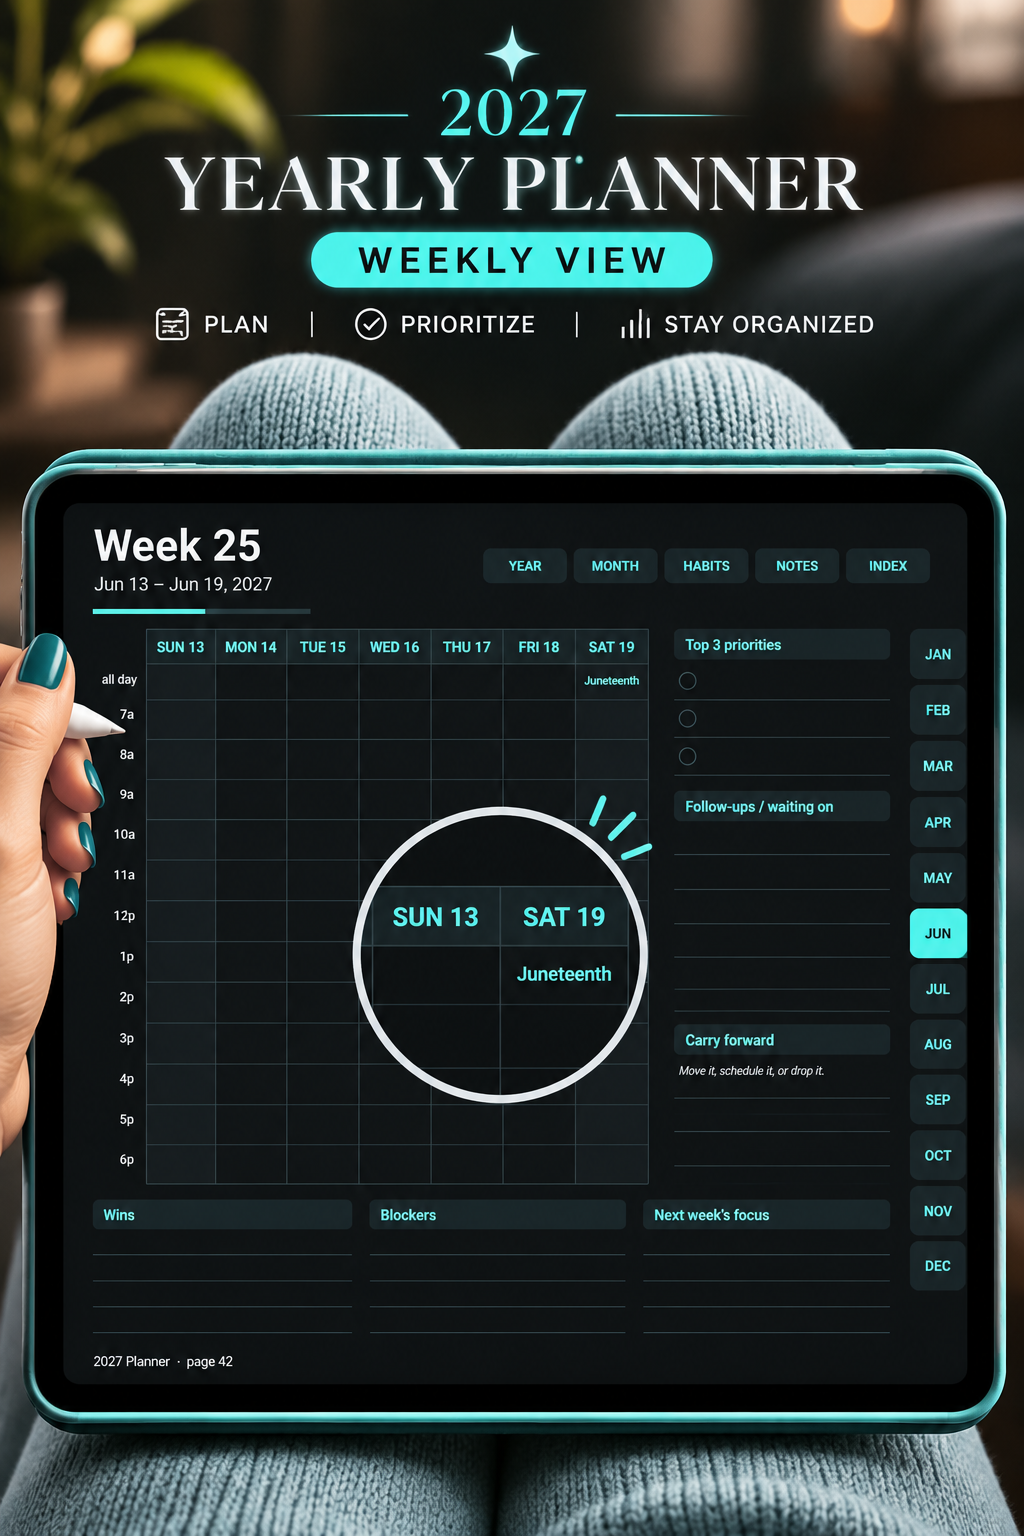 2027
YEARLY PLANNER
WEEKLY VIEW
PLAN | PRIORITIZE | STAY ORGANIZED
Week 25
Jun 13 – Jun 19, 2027
YEAR MONTH HABITS NOTES INDEX
SUN 13 MON 14 TUE 15 WED 16 THU 17 FRI 18 SAT 19
all day Juneteenth
7a
8a
9a
10a
11a
12p
1p
2p
3p
4p
5p
6p
SUN 13 SAT 19
Juneteenth
Top 3 priorities
Follow-ups / waiting on
Carry forward
Move it, schedule it, or drop it.
JAN
FEB
MAR
APR
MAY
JUN
JUL
AUG
SEP
OCT
NOV
DEC
Wins
Blockers
Next week's focus
2027 Planner · page 42